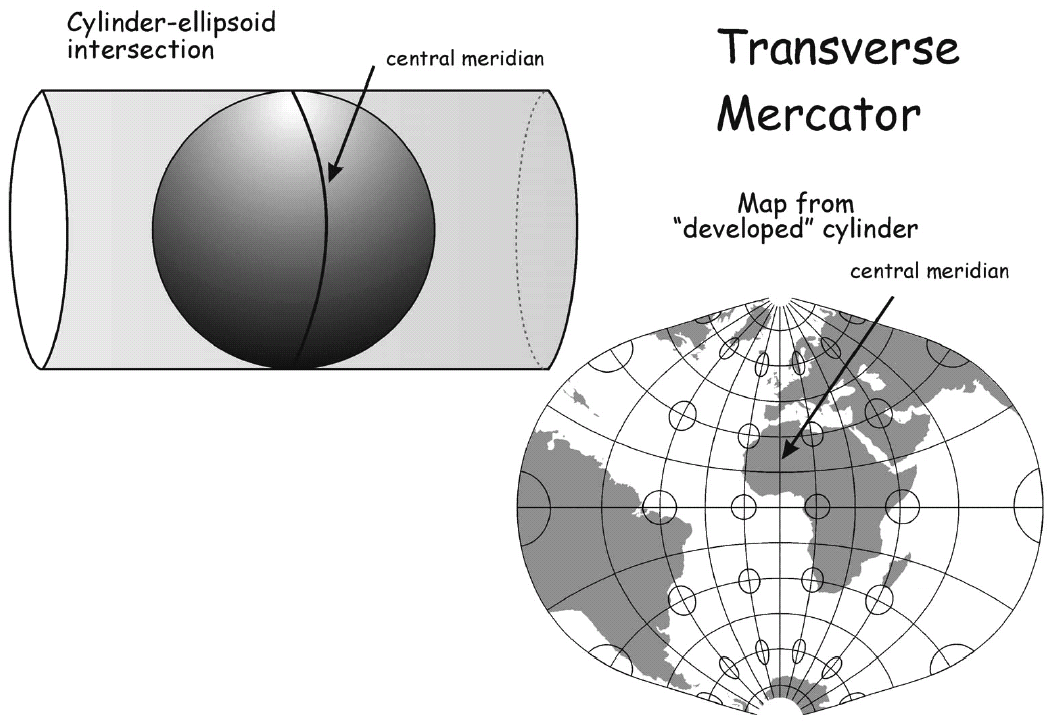 Cylinder-ellipsoid
intersection
central meridian
Transverse
Mercator
Map from
“developed” cylinder
central meridian